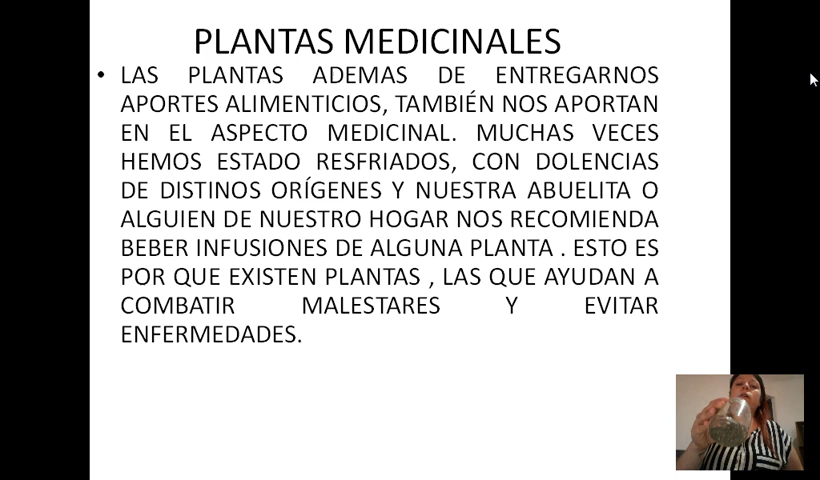 PLANTAS MEDICINALES
• LAS PLANTAS ADEMAS DE ENTREGARNOS
APORTES ALIMENTICIOS, TAMBIÉN NOS APORTAN
EN EL ASPECTO MEDICINAL. MUCHAS VECES
HEMOS ESTADO RESFRIADOS, CON DOLENCIAS
DE DISTINOS ORÍGENES Y NUESTRA ABUELITA O
ALGUIEN DE NUESTRO HOGAR NOS RECOMIENDA
BEBER INFUSIONES DE ALGUNA PLANTA . ESTO ES
POR QUE EXISTEN PLANTAS , LAS QUE AYUDAN A
COMBATIR MALESTARES Y EVITAR
ENFERMEDADES.